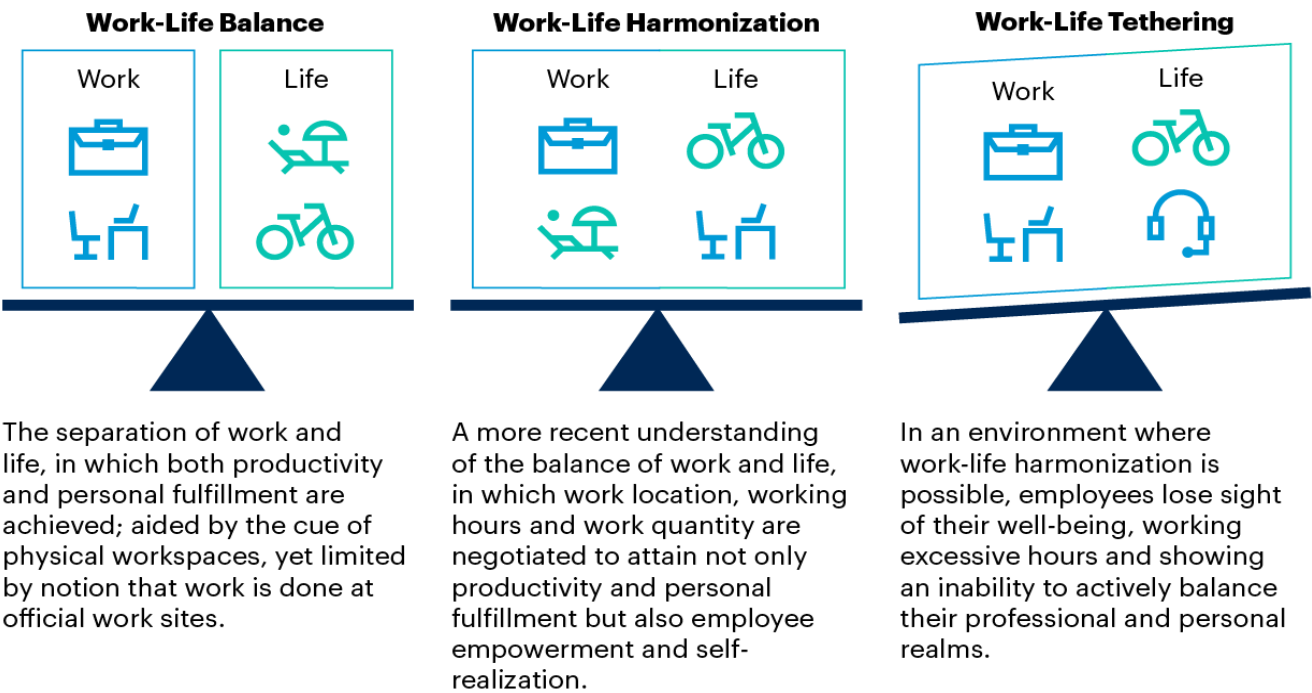 Work-Life Balance
Work
Life
The separation of work and
life, in which both productivity
and personal fulfillment are
achieved; aided by the cue of
physical workspaces, yet limited
by notion that work is done at
official work sites.
Work-Life Harmonization
Work
Life
A more recent understanding
of the balance of work and life,
in which work location, working
hours and work quantity are
negotiated to attain not only
productivity and personal
fulfillment but also employee
empowerment and self-
realization.
Work-Life Tethering
Work
Life
In an environment where
work-life harmonization is
possible, employees lose sight
of their well-being, working
excessive hours and showing
an inability to actively balance
their professional and personal
realms.